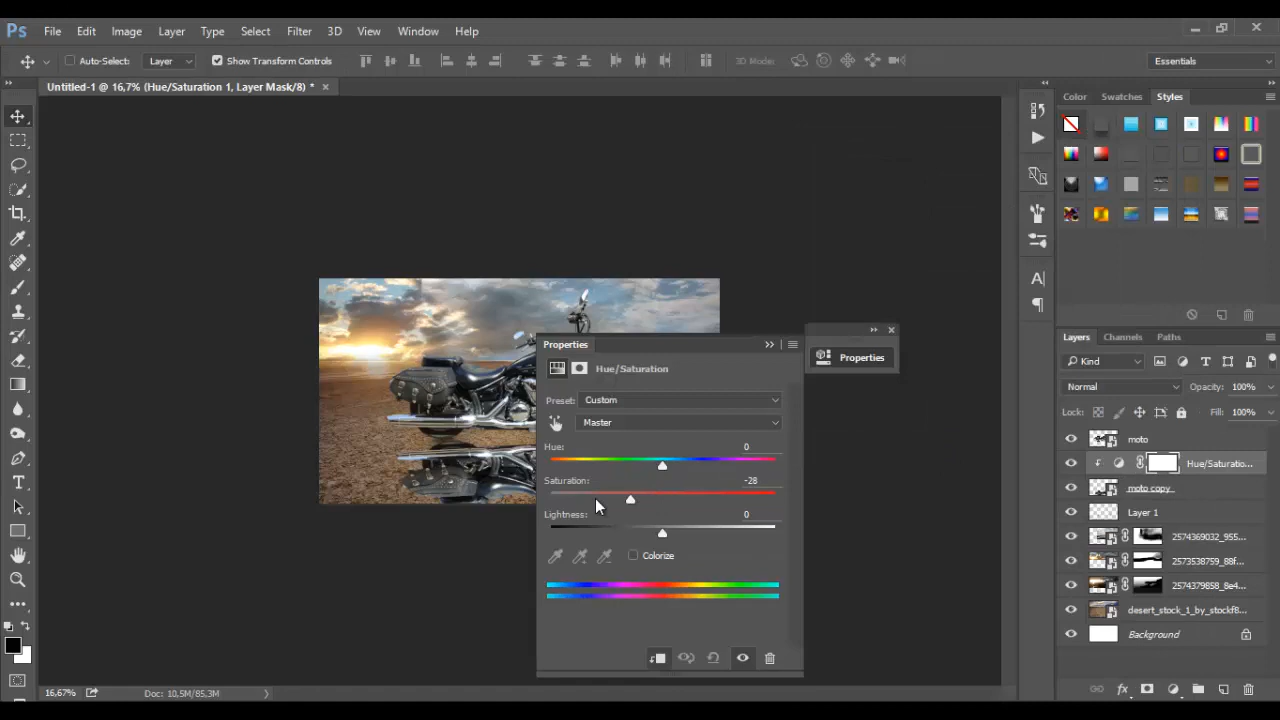 Ps File Edit Image Layer Type Select Filter 3D View Window Help
Auto-Select: Layer Show Transform Controls 3D Mode: Essentials
Untitled-1 @ 16,7% (Hue/Saturation 1, Layer Mask/8) *
Color Swatches Styles
Properties
Hue/Saturation
Preset: Custom
Master
Hue: 0
Saturation: -28
Lightness: 0
Colorize
Properties
Layers Channels Paths
Kind
Normal Opacity: 100%
Lock: Fill: 100%
moto
Hue/Saturatio...
moto copy
Layer 1
2574369032_955...
2573538759_88f...
2574379858_8e4...
desert_stock_1_by_stockf8...
Background
16,67% Doc: 10,5M/85,3M